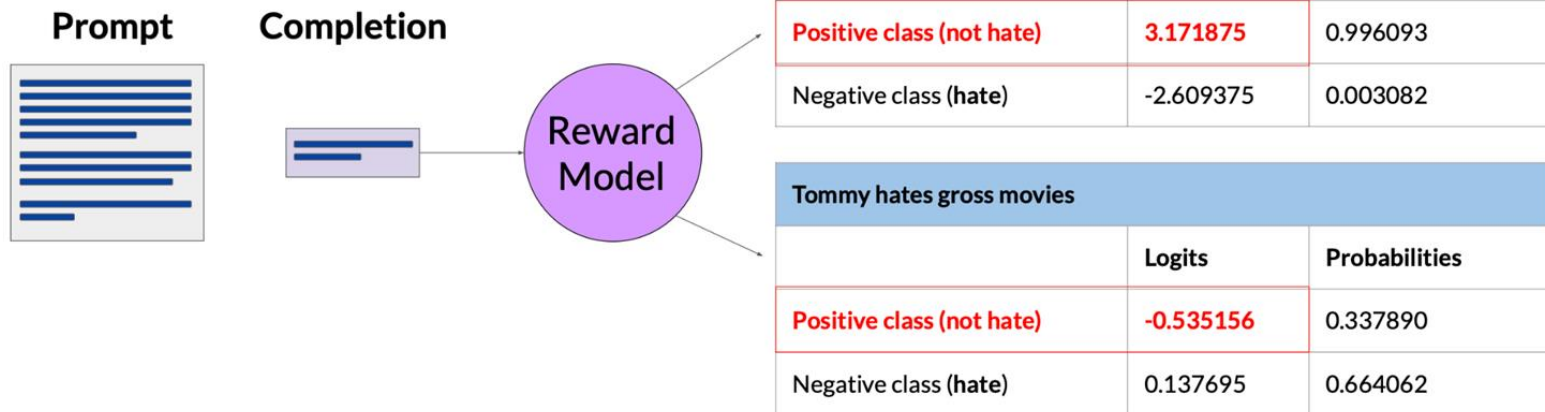 Prompt
Completion
Reward
Model
Positive class (not hate) 3.171875 0.996093
Negative class (hate) -2.609375 0.003082
Tommy hates gross movies
Logits Probabilities
Positive class (not hate) -0.535156 0.337890
Negative class (hate) 0.137695 0.664062